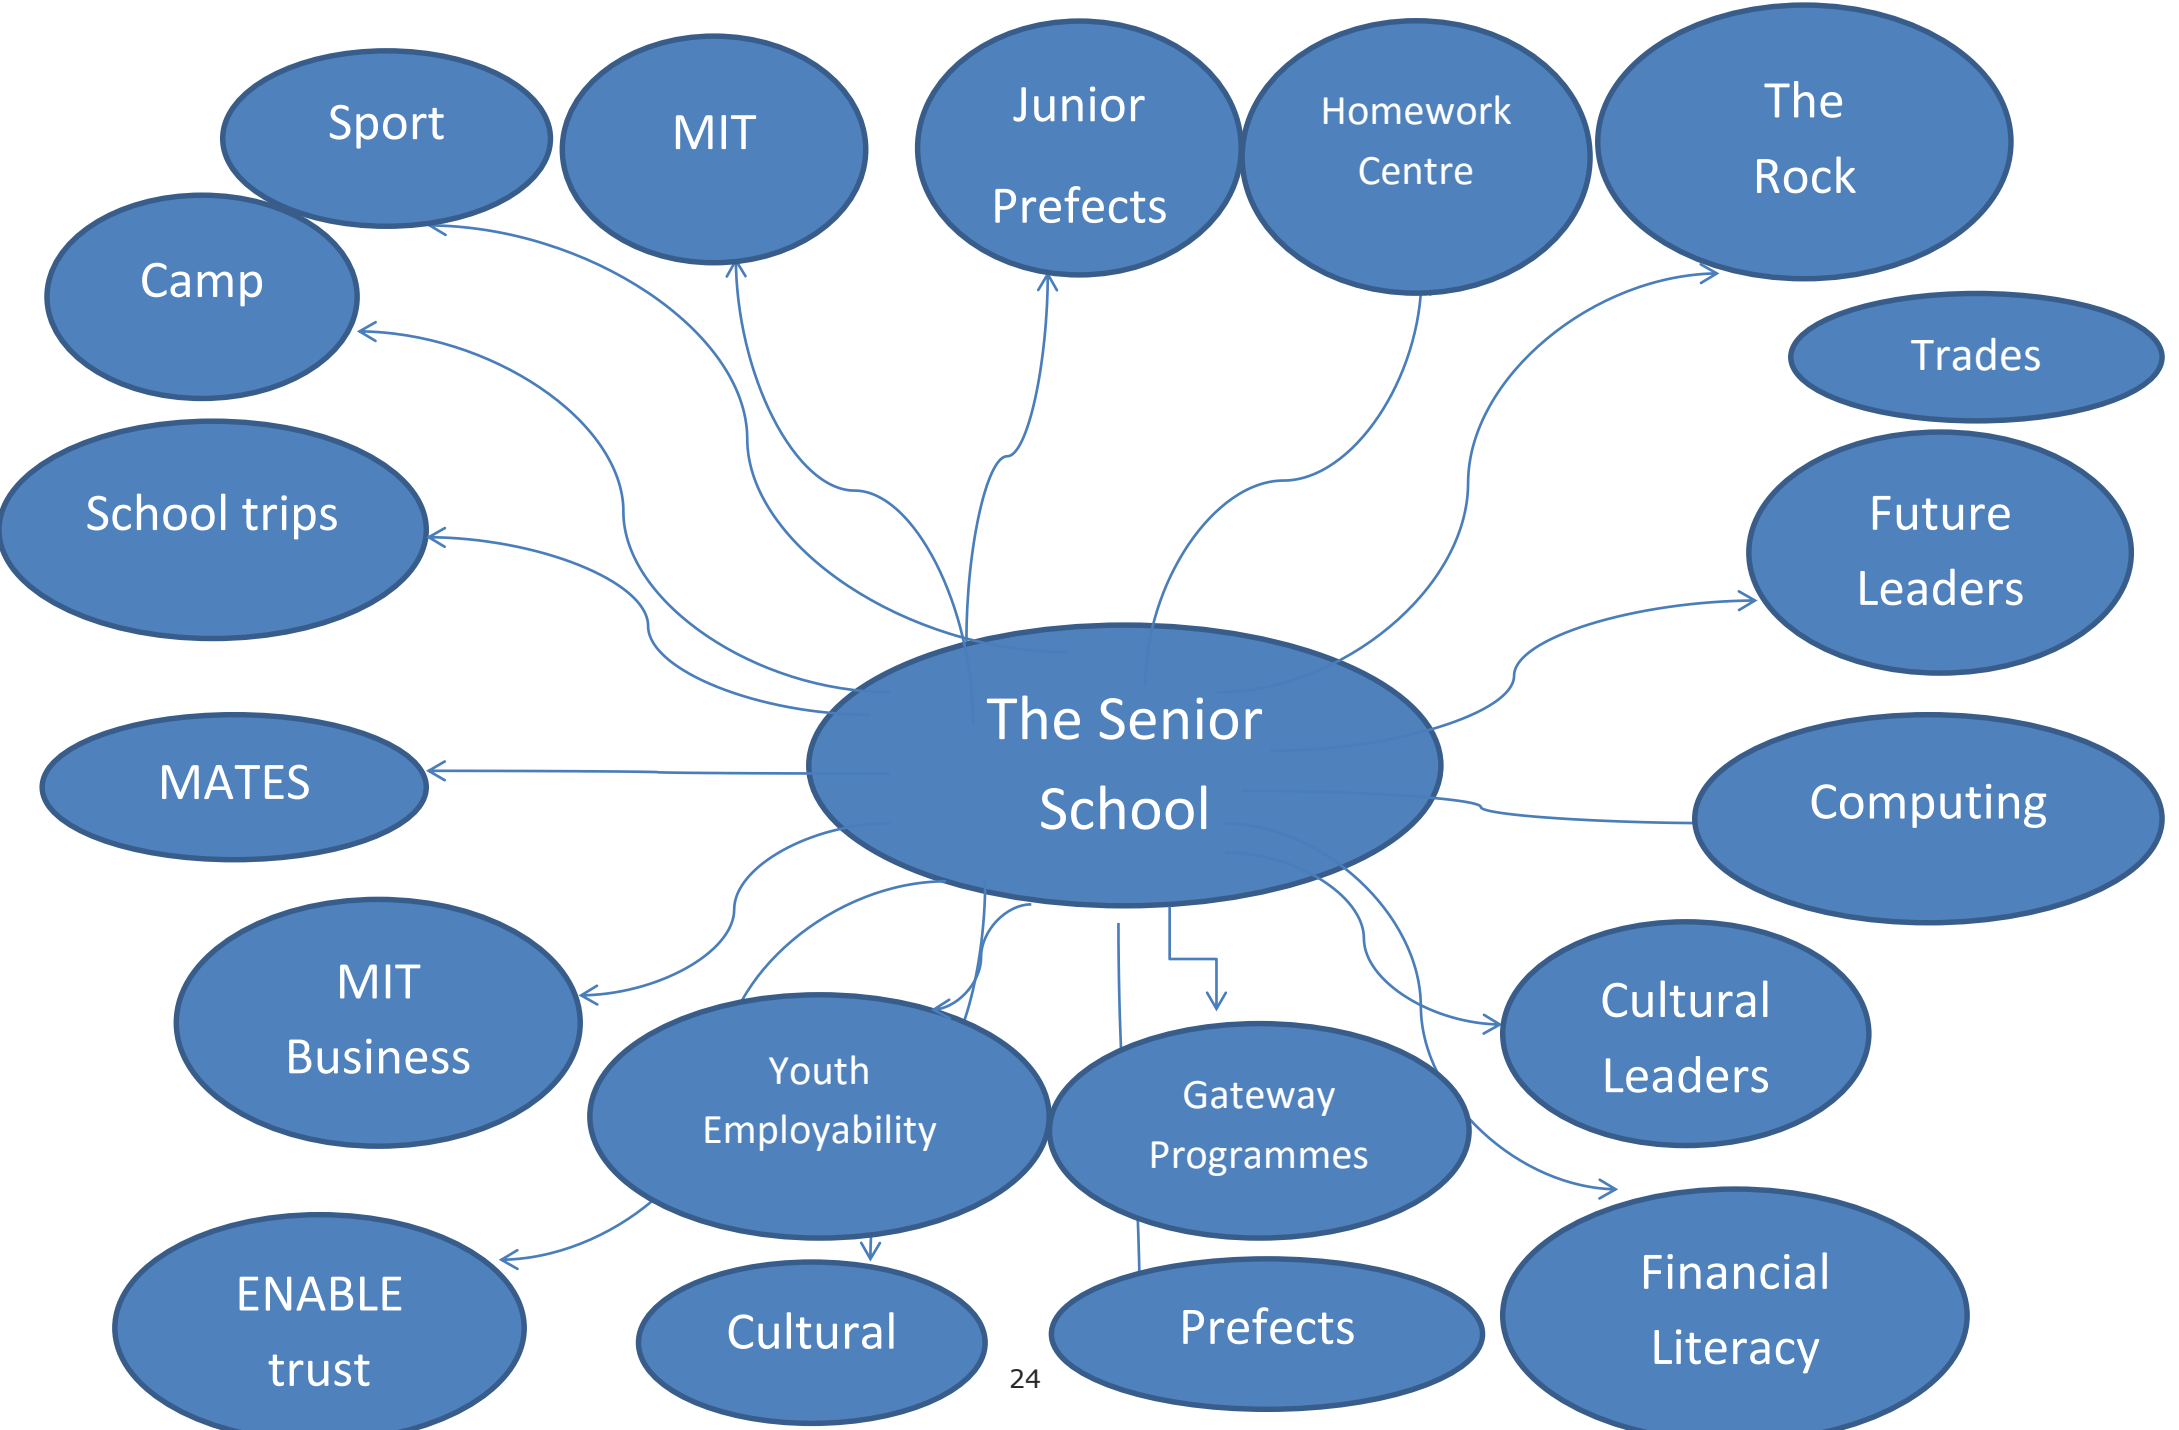 Sport
MIT
Junior
Prefects
Homework
Centre
The
Rock
Camp
Trades
School trips
Future
Leaders
The Senior
School
MATES
Computing
MIT
Business
Cultural
Leaders
Youth
Employability
Gateway
Programmes
ENABLE
trust
Cultural
Prefects
Financial
Literacy
24